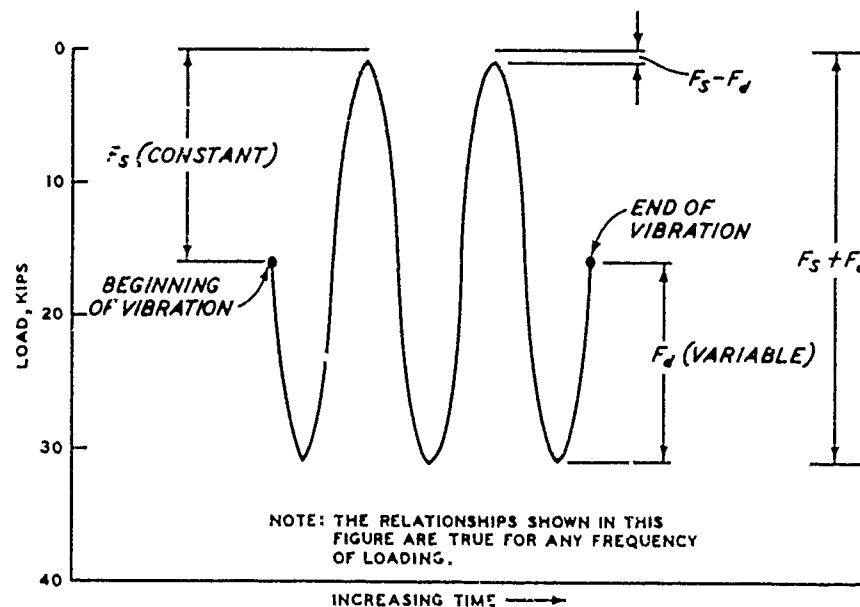 0
10
20
30
40
LOAD, KIPS
FS (CONSTANT)
BEGINNING
OF VIBRATION
FS − Fd
END OF
VIBRATION
Fd (VARIABLE)
FS + Fd
NOTE: THE RELATIONSHIPS SHOWN IN THIS
FIGURE ARE TRUE FOR ANY FREQUENCY
OF LOADING.
INCREASING TIME